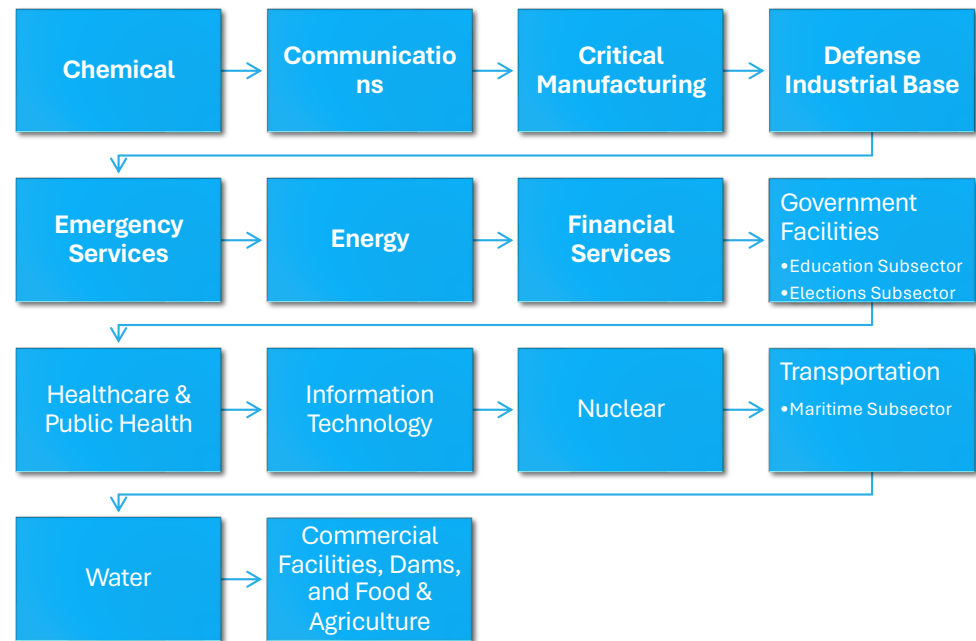 Chemical
Communicatio
ns
Critical
Manufacturing
Defense
Industrial Base
Emergency
Services
Energy
Financial
Services
Government
Facilities
•Education Subsector
•Elections Subsector
Healthcare &
Public Health
Information
Technology
Nuclear
Transportation
•Maritime Subsector
Water
Commercial
Facilities, Dams,
and Food &
Agriculture